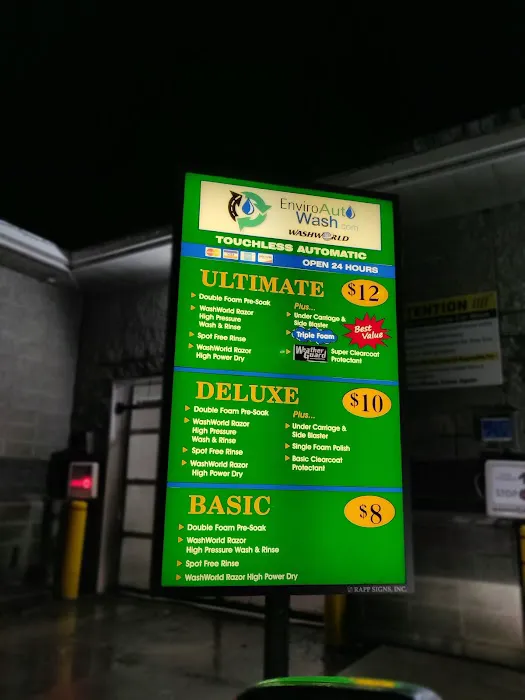 EnviroAuto
Wash.com
WASHWORLD
TOUCHLESS AUTOMATIC
OPEN 24 HOURS
ULTIMATE $12
Double Foam Pre-Soak
WashWorld Razor
High Pressure
Wash & Rinse
Spot Free Rinse
WashWorld Razor
High Power Dry
Plus...
Under Carriage &
Side Blaster
Triple Foam
Best
Value
Weather
Guard
Super Clearcoat
Protectant
DELUXE $10
Double Foam Pre-Soak
WashWorld Razor
High Pressure
Wash & Rinse
Spot Free Rinse
WashWorld Razor
High Power Dry
Plus...
Under Carriage &
Side Blaster
Single Foam Polish
Basic Clearcoat
Protectant
BASIC $8
Double Foam Pre-Soak
WashWorld Razor
High Pressure Wash & Rinse
Spot Free Rinse
WashWorld Razor High Power Dry
© RAPP SIGNS, INC.
TENTION
STOP